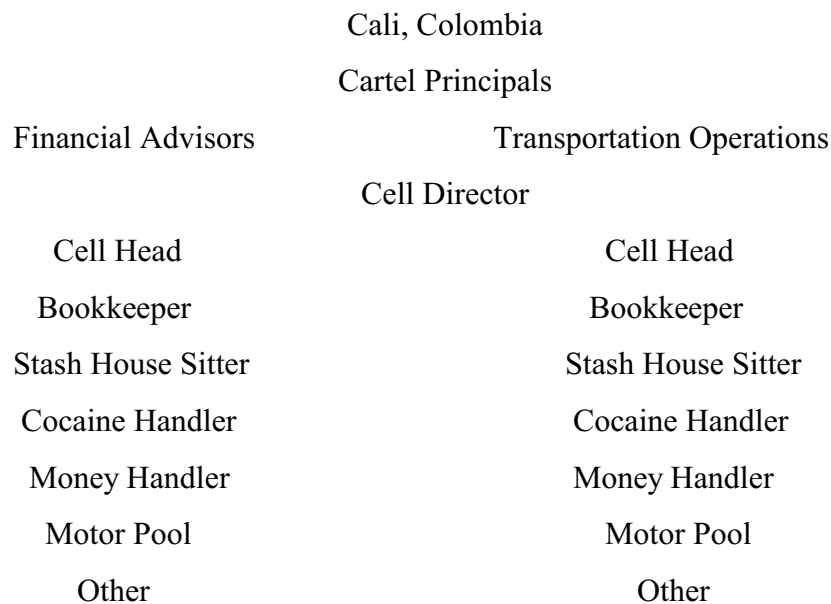 Cali, Colombia
Cartel Principals
Financial Advisors Transportation Operations
Cell Director
Cell Head Cell Head
Bookkeeper Bookkeeper
Stash House Sitter Stash House Sitter
Cocaine Handler Cocaine Handler
Money Handler Money Handler
Motor Pool Motor Pool
Other Other